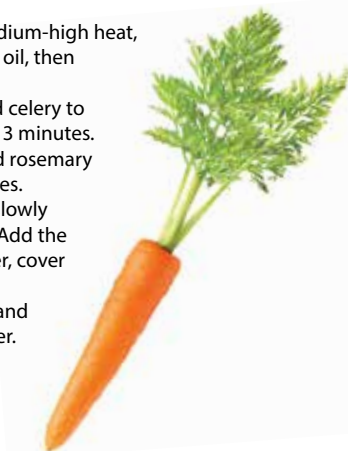 dium-high heat,
oil, then
d celery to
3 minutes.
d rosemary
es.
lowly
Add the
er, cover
and
er.